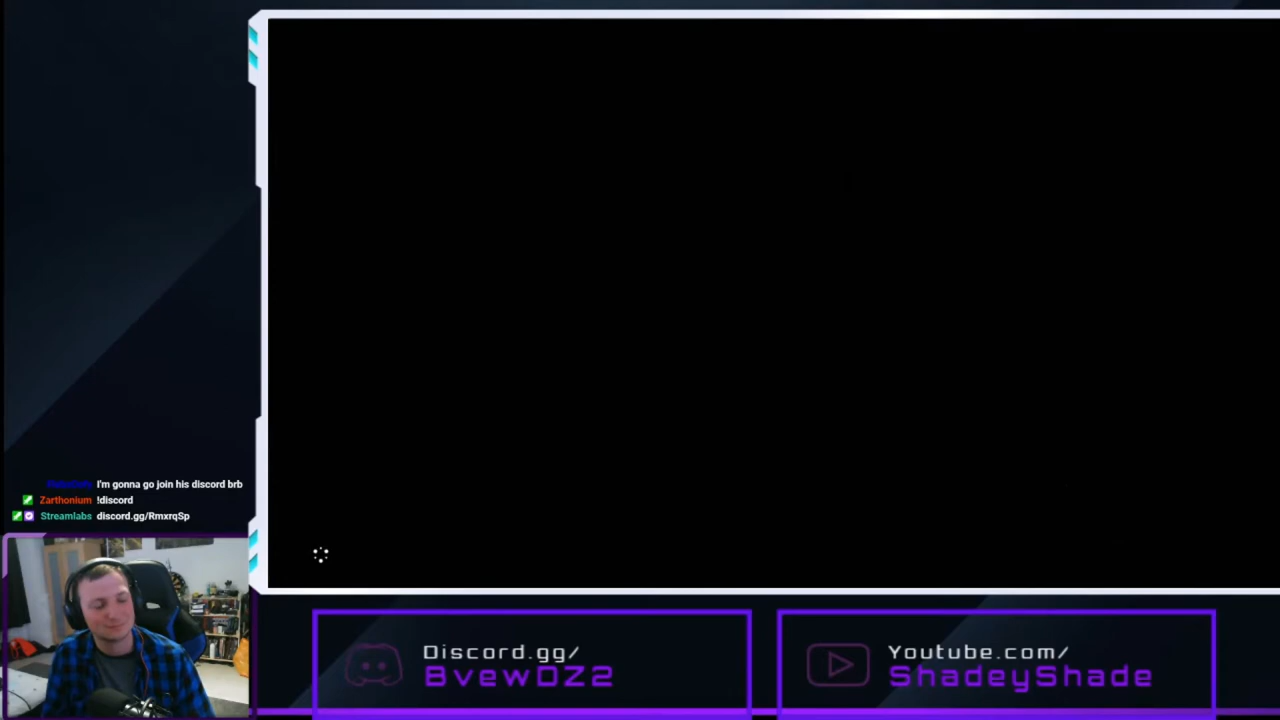 I'm gonna go join his discord brb
Zarthonium !discord
Streamlabs discord.gg/RmxrqSp
Discord.gg/
BvewDZ2
Youtube.com/
ShadeyShade